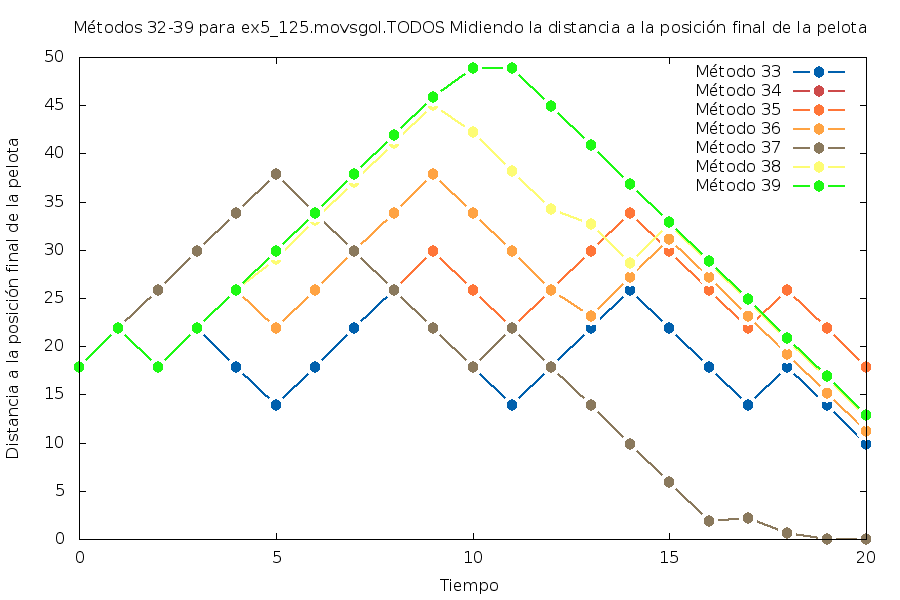 Métodos 32-39 para ex5_125.movsgol.TODOS Midiendo la distancia a la posición final de la pelota
50
45
40
35
30
25
20
15
10
5
0
Distancia a la posición final de la pelota
Método 33
Método 34
Método 35
Método 36
Método 37
Método 38
Método 39
0 5 10 15 20
Tiempo